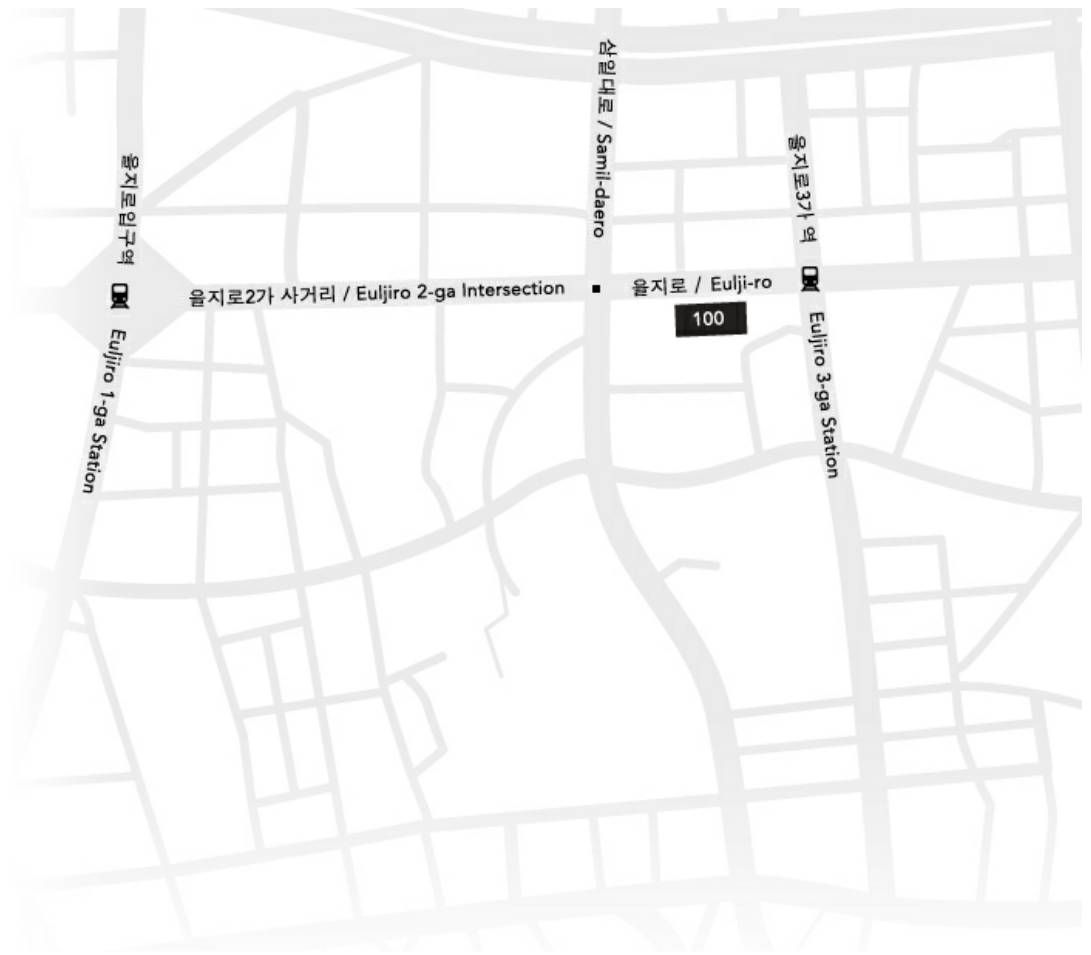 삼일대로 / Samil-daero
을지로입구역
을지로3가 역
을지로2가 사거리 / Euljiro 2-ga Intersection
을지로 / Eulji-ro
100
Euljiro 1-ga Station
Euljiro 3-ga Station